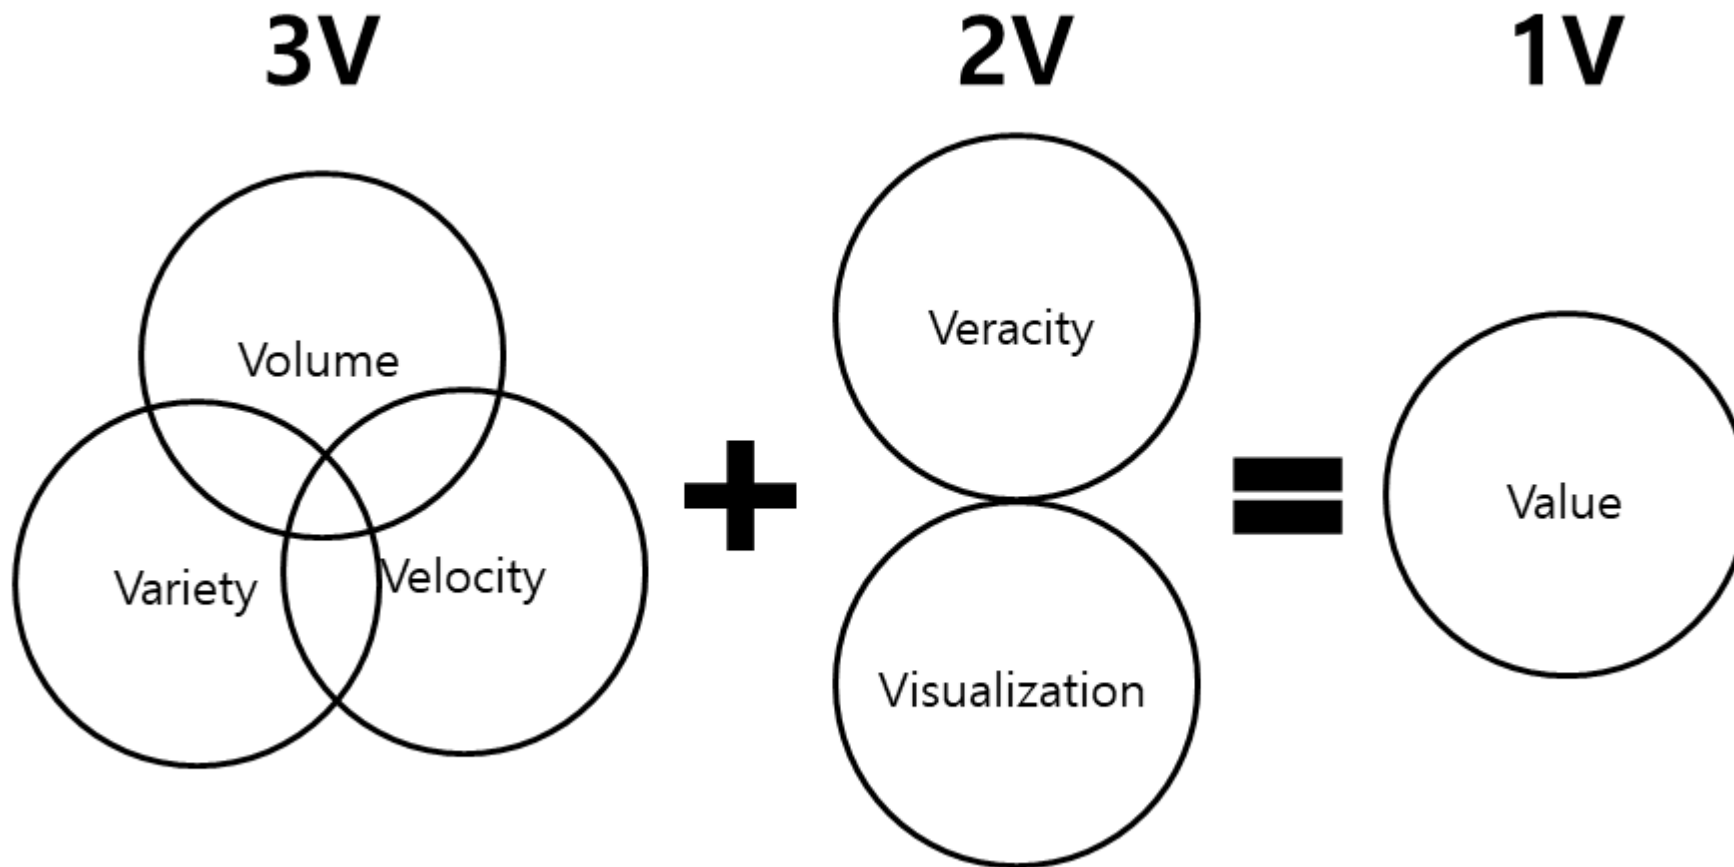 3V
2V
1V
Volume
Variety
Velocity
+
Veracity
Visualization
=
Value